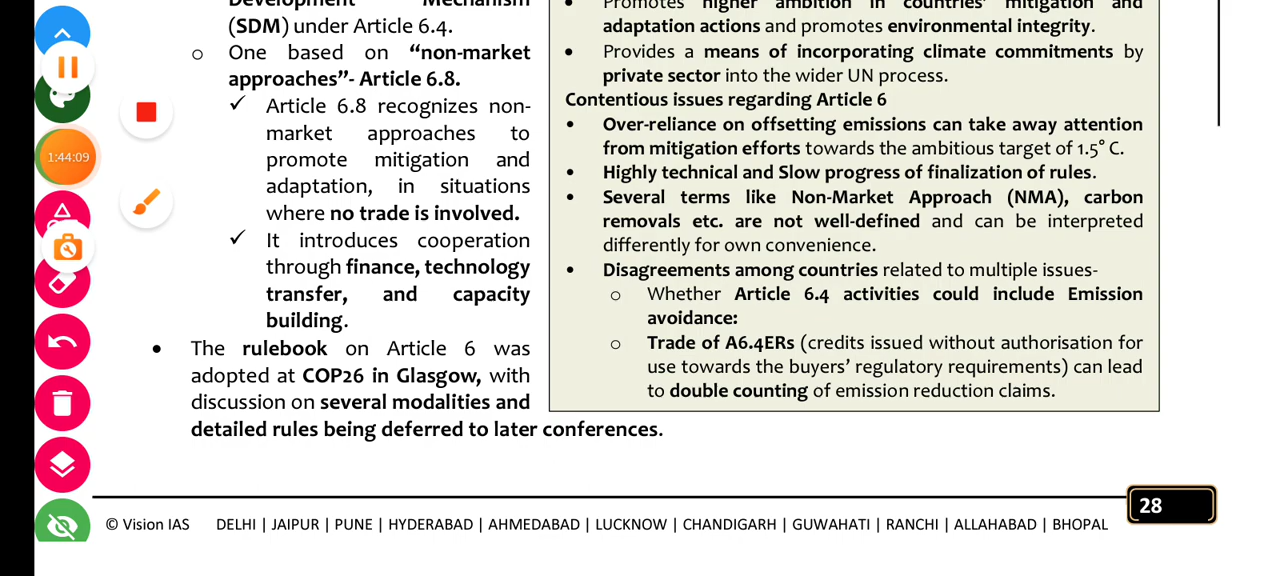 Development Mechanism
(SDM) under Article 6.4.
o One based on “non-market
approaches”- Article 6.8.
✓ Article 6.8 recognizes non-
market approaches to
promote mitigation and
adaptation, in situations
where no trade is involved.
✓ It introduces cooperation
through finance, technology
transfer, and capacity
building.
• The rulebook on Article 6 was
adopted at COP26 in Glasgow, with
discussion on several modalities and
detailed rules being deferred to later conferences.
• Promotes higher ambition in countries’ mitigation and
adaptation actions and promotes environmental integrity.
• Provides a means of incorporating climate commitments by
private sector into the wider UN process.
Contentious issues regarding Article 6
• Over-reliance on offsetting emissions can take away attention
from mitigation efforts towards the ambitious target of 1.5° C.
• Highly technical and Slow progress of finalization of rules.
• Several terms like Non-Market Approach (NMA), carbon
removals etc. are not well-defined and can be interpreted
differently for own convenience.
• Disagreements among countries related to multiple issues-
o Whether Article 6.4 activities could include Emission
avoidance:
o Trade of A6.4ERs (credits issued without authorisation for
use towards the buyers’ regulatory requirements) can lead
to double counting of emission reduction claims.
1:44:09
28
© Vision IAS DELHI | JAIPUR | PUNE | HYDERABAD | AHMEDABAD | LUCKNOW | CHANDIGARH | GUWAHATI | RANCHI | ALLAHABAD | BHOPAL